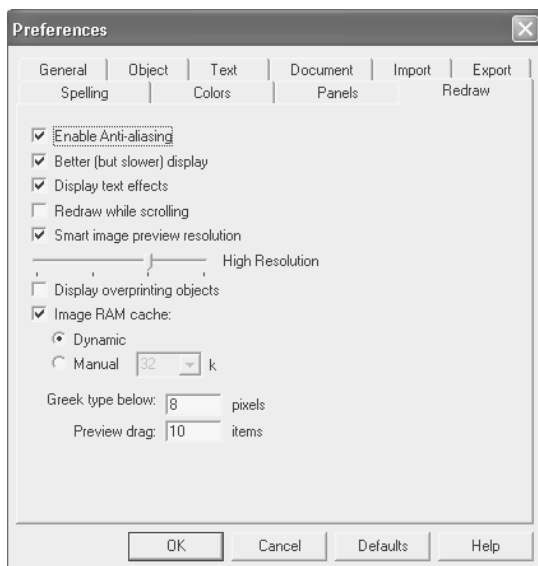 Preferences
General Object Text Document Import Export
Spelling Colors Panels Redraw
Enable Anti-aliasing
Better (but slower) display
Display text effects
Redraw while scrolling
Smart image preview resolution
High Resolution
Display overprinting objects
Image RAM cache:
Dynamic
Manual 32 k
Greek type below: 8 pixels
Preview drag: 10 items
OK Cancel Defaults Help